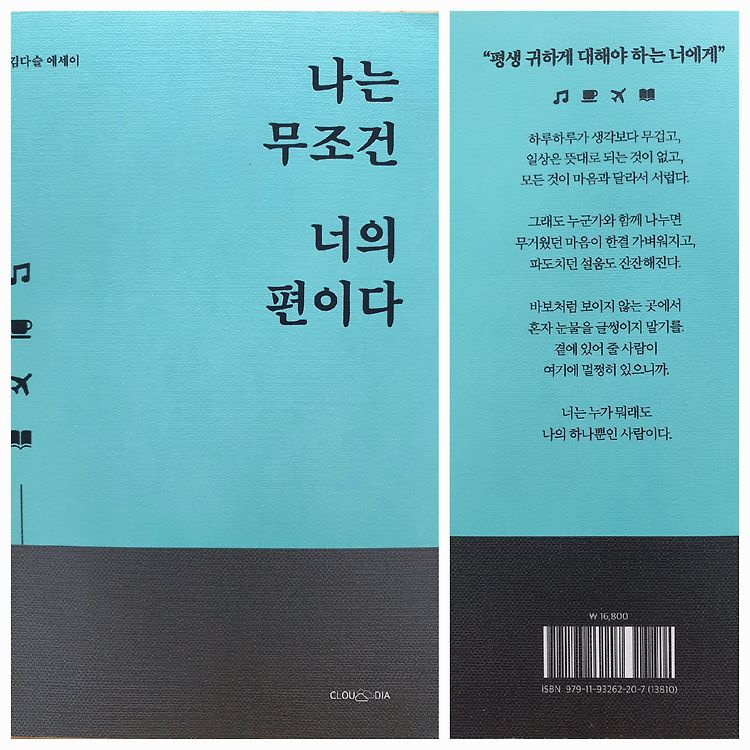 김다슬 에세이
나는
무조건
너의
편이다
CLOUDIA
“평생 귀하게 대해야 하는 너에게”
하루하루가 생각보다 무겁고,
일상은 뜻대로 되는 것이 없고,
모든 것이 마음과 달라서 서럽다.
그래도 누군가와 함께 나누면
무거웠던 마음이 한결 가벼워지고,
파도치던 설움도 잔잔해진다.
바보처럼 보이지 않는 곳에서
혼자 눈물을 글썽이지 말기를.
곁에 있어 줄 사람이
여기에 멀쩡히 있으니까.
너는 누가 뭐래도
나의 하나뿐인 사람이다.
₩ 16,800
ISBN 979-11-93262-20-7 (13810)